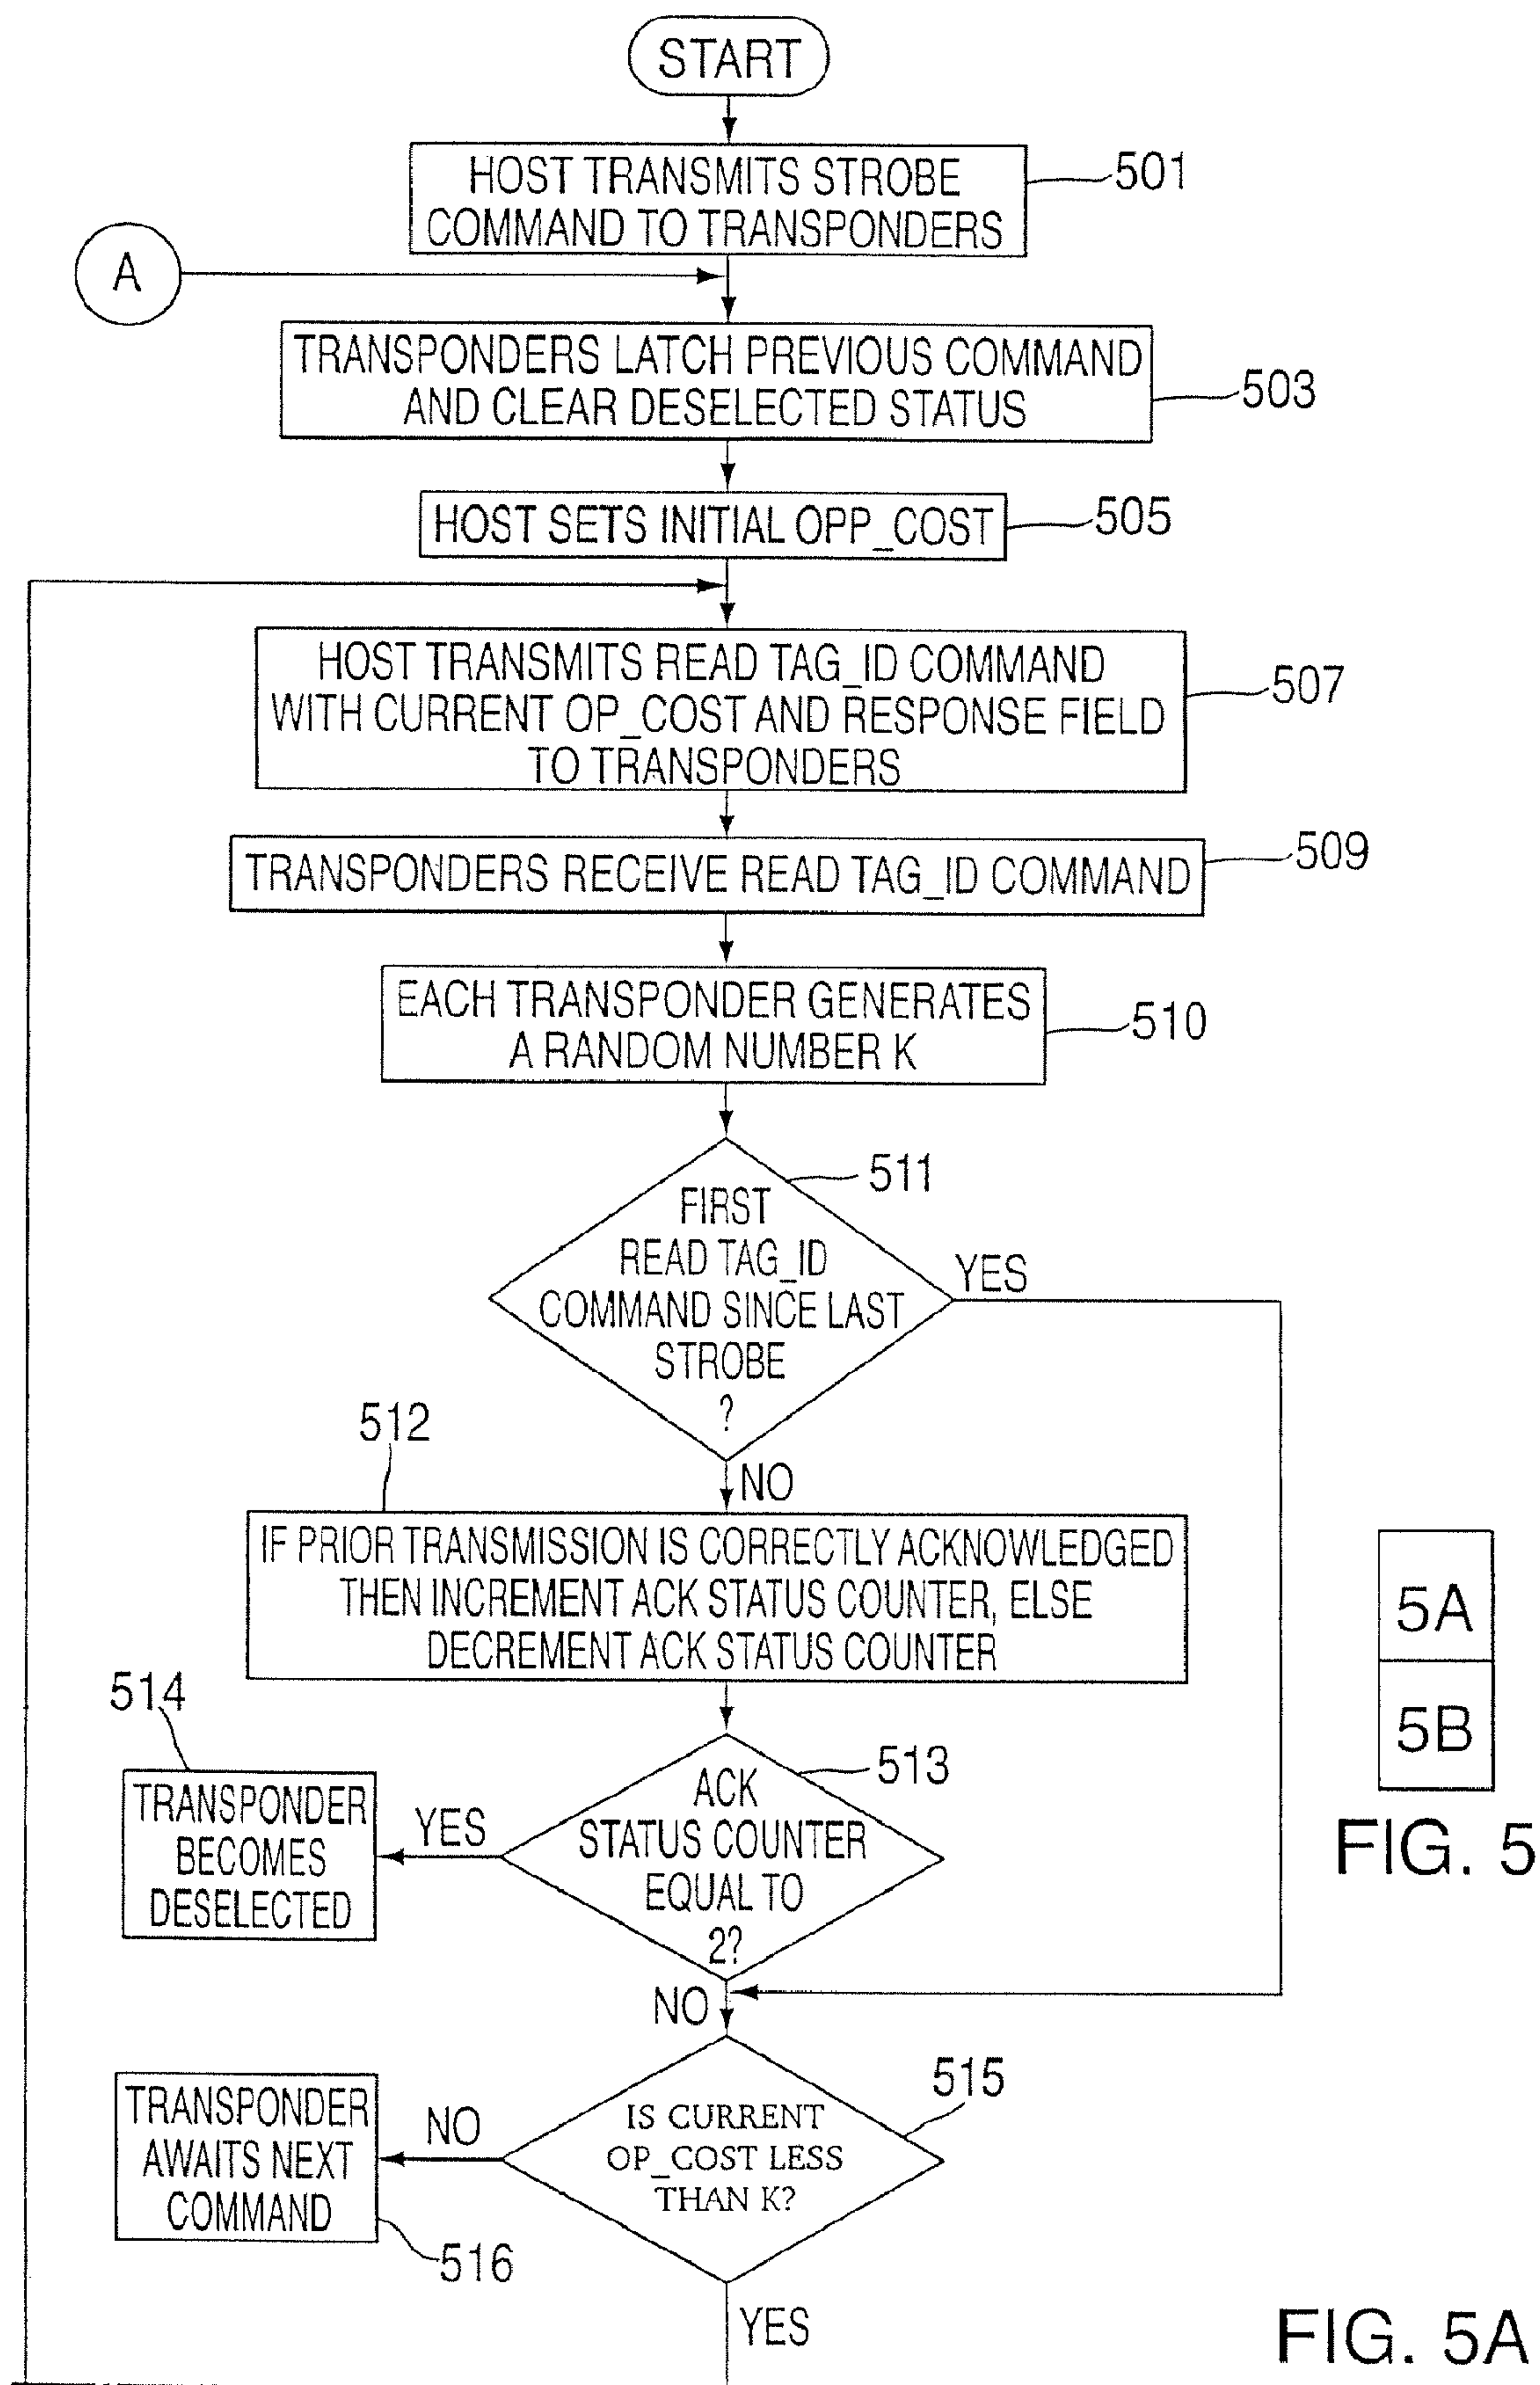 START
HOST TRANSMITS STROBE
COMMAND TO TRANSPONDERS
501
A
TRANSPONDERS LATCH PREVIOUS COMMAND
AND CLEAR DESELECTED STATUS
503
HOST SETS INITIAL OPP_COST
505
HOST TRANSMITS READ TAG_ID COMMAND
WITH CURRENT OP_COST AND RESPONSE FIELD
TO TRANSPONDERS
507
TRANSPONDERS RECEIVE READ TAG_ID COMMAND
509
EACH TRANSPONDER GENERATES
A RANDOM NUMBER K
510
511
FIRST
READ TAG_ID
COMMAND SINCE LAST
STROBE
?
YES
512
NO
IF PRIOR TRANSMISSION IS CORRECTLY ACKNOWLEDGED
THEN INCREMENT ACK STATUS COUNTER, ELSE
DECREMENT ACK STATUS COUNTER
5A
5B
FIG. 5
514
TRANSPONDER
BECOMES
DESELECTED
YES
513
ACK
STATUS COUNTER
EQUAL TO
2?
NO
515
IS CURRENT
OP_COST LESS
THAN K?
NO
TRANSPONDER
AWAITS NEXT
COMMAND
516
YES
FIG. 5A